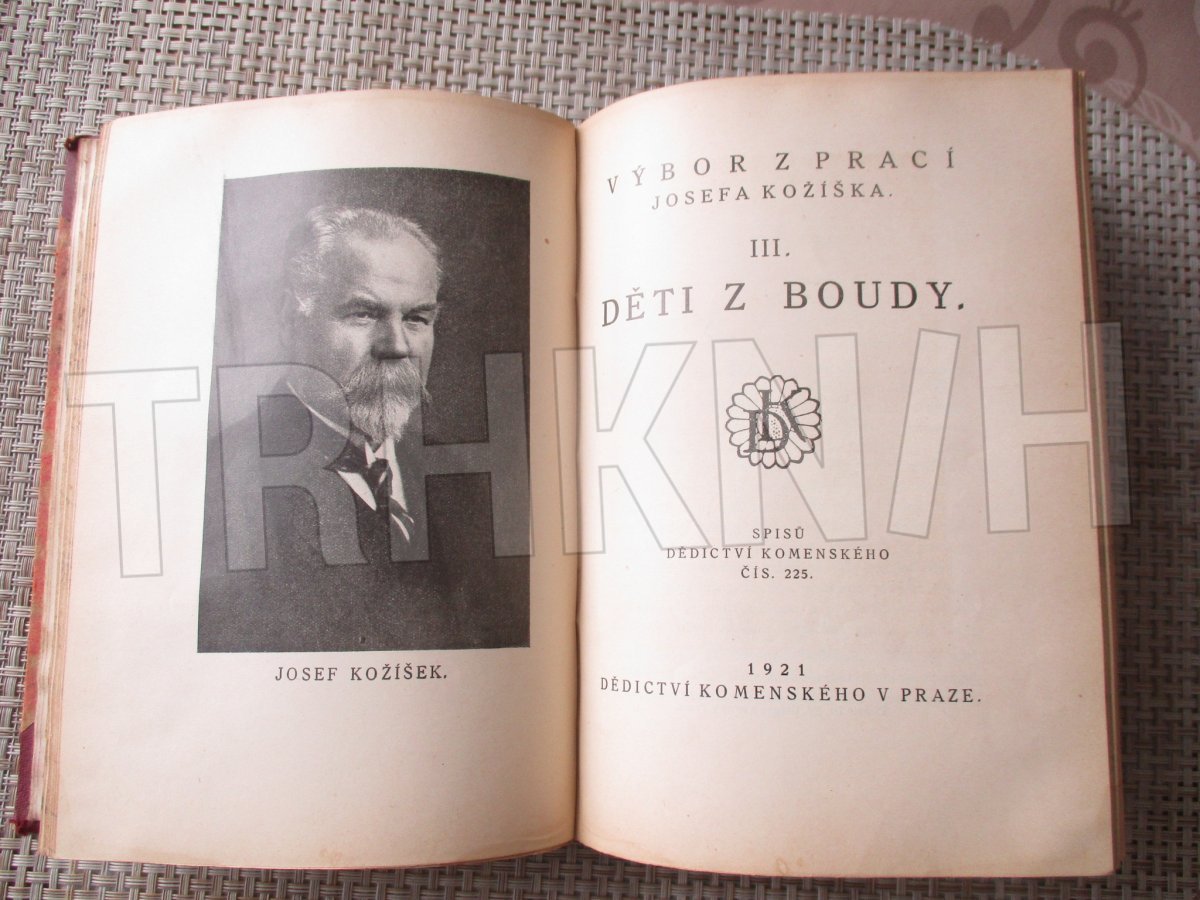 JOSEF KOŽÍŠEK.
VÝBOR Z PRACÍ
JOSEFA KOŽÍŠKA.
III.
DĚTI Z BOUDY.
DK
SPISŮ
DĚDICTVÍ KOMENSKÉHO
ČÍS. 225.
1921
DĚDICTVÍ KOMENSKÉHO V PRAZE.
TRHKNIH